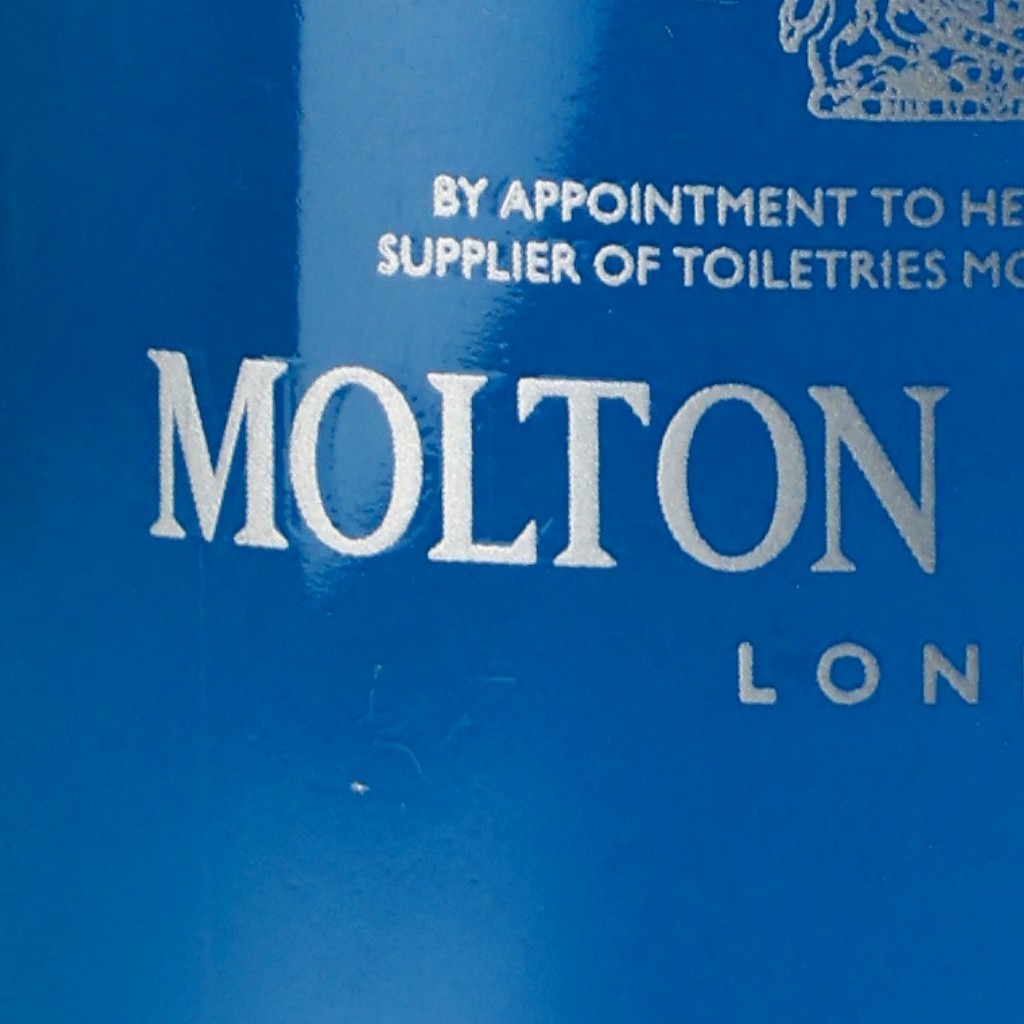 BY APPOINTMENT TO HE
SUPPLIER OF TOILETRIES MO
MOLTON
LON